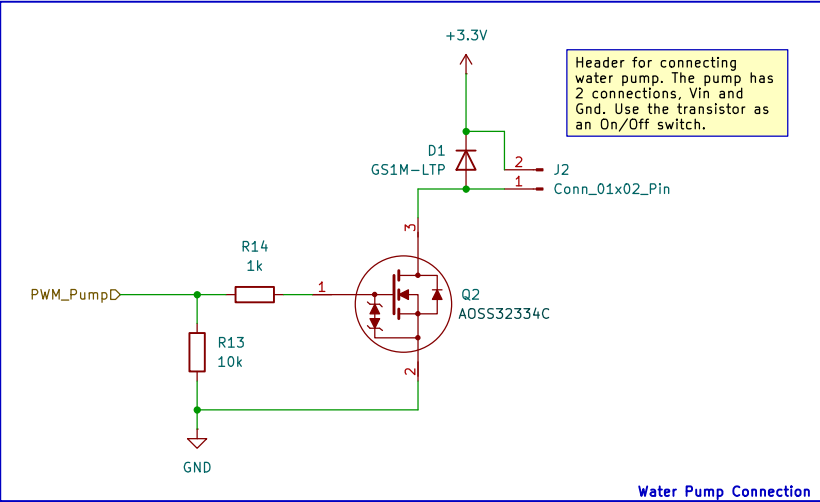 +3.3V
Header for connecting
water pump. The pump has
2 connections, Vin and
Gnd. Use the transistor as
an On/Off switch.
D1
GS1M-LTP
2
J2
1
Conn_01x02_Pin
3
R14
1k
PWM_Pump
1
Q2
AOSS32334C
R13
10k
2
GND
Water Pump Connection